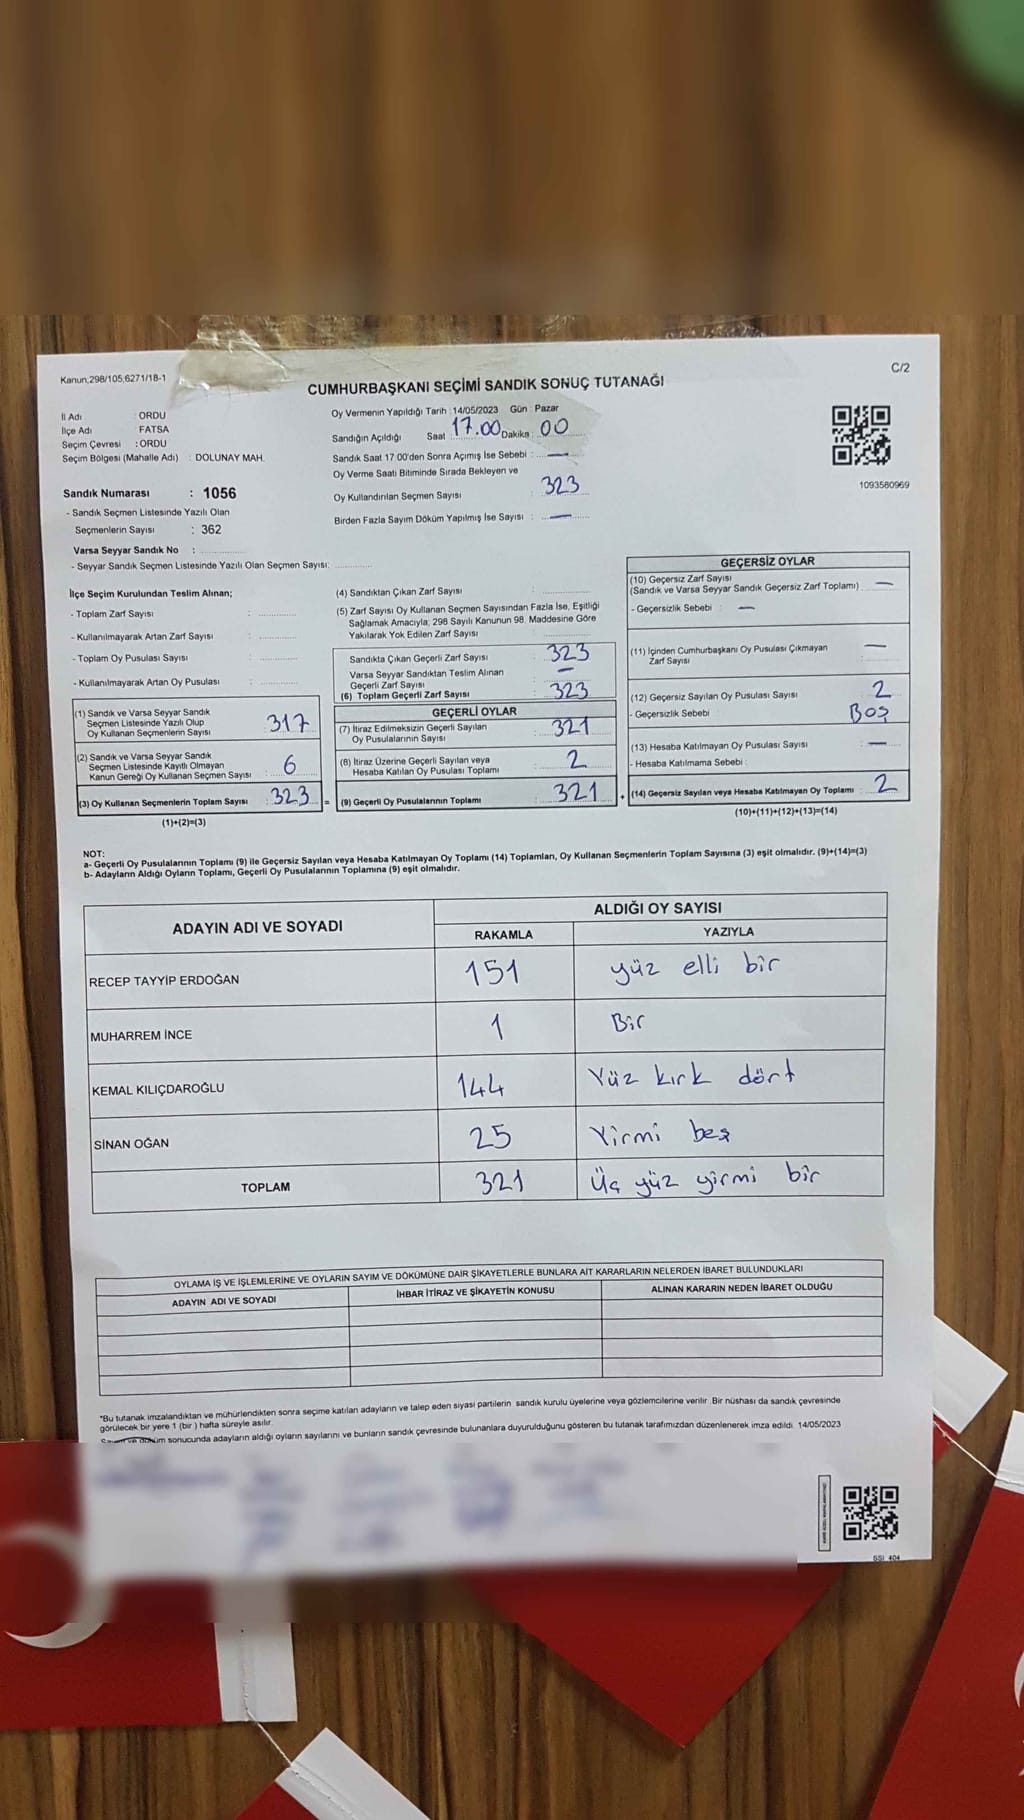 Kanun,298/105,6271/18-1
C/2
CUMHURBAŞKANI SEÇİMİ SANDIK SONUÇ TUTANAĞI
İl Adı : ORDU
İlçe Adı : FATSA
Seçim Çevresi : ORDU
Seçim Bölgesi (Mahalle Adı) : DOLUNAY MAH.
Sandık Numarası : 1056
- Sandık Seçmen Listesinde Yazılı Olan
Seçmenlerin Sayısı : 362
Varsa Seyyar Sandık No :
- Seyyar Sandık Seçmen Listesinde Yazılı Olan Seçmen Sayısı:
Oy Vermenin Yapıldığı Tarih : 14/05/2023 Gün : Pazar
Sandığın Açıldığı Saat 17.00 Dakika : 00
Sandık Saat 17:00'den Sonra Açımış İse Sebebi : —
Oy Verme Saati Bitiminde Sırada Bekleyen ve
Oy Kullandırılan Seçmen Sayısı : 323
Birden Fazla Sayım Döküm Yapılmış İse Sayısı : —
1093580969
İlçe Seçim Kurulundan Teslim Alınan;
- Toplam Zarf Sayısı :
- Kullanılmayarak Artan Zarf Sayısı :
- Toplam Oy Pusulası Sayısı :
- Kullanılmayarak Artan Oy Pusulası :
(1) Sandık ve Varsa Seyyar Sandık
Seçmen Listesinde Yazılı Olup
Oy Kullanan Seçmenlerin Sayısı : 317
(2) Sandık ve Varsa Seyyar Sandık
Seçmen Listesinde Kayıtlı Olmayan
Kanun Gereği Oy Kullanan Seçmen Sayısı : 6
(3) Oy Kullanan Seçmenlerin Toplam Sayısı : 323 =
(1)+(2)=(3)
(4) Sandıktan Çıkan Zarf Sayısı :
(5) Zarf Sayısı Oy Kullanan Seçmen Sayısından Fazla İse, Eşitliği
Sağlamak Amacıyla; 298 Sayılı Kanunun 98. Maddesine Göre
Yakılarak Yok Edilen Zarf Sayısı
Sandıkta Çıkan Geçerli Zarf Sayısı : 323
Varsa Seyyar Sandıktan Teslim Alınan
Geçerli Zarf Sayısı : —
(6) Toplam Geçerli Zarf Sayısı : 323
GEÇERLİ OYLAR
(7) İtiraz Edilmeksizin Geçerli Sayılan
Oy Pusulalarının Sayısı : 321
(8) İtiraz Üzerine Geçerli Sayılan veya
Hesaba Katılan Oy Pusulası Toplamı : 2
(9) Geçerli Oy Pusulalarının Toplamı : 321 +
GEÇERSİZ OYLAR
(10) Geçersiz Zarf Sayısı
(Sandık ve Varsa Seyyar Sandık Geçersiz Zarf Toplamı) : —
- Geçersizlik Sebebi : —
(11) İçinden Cumhurbaşkanı Oy Pusulası Çıkmayan
Zarf Sayısı : —
(12) Geçersiz Sayılan Oy Pusulası Sayısı : 2
- Geçersizlik Sebebi : Boş
(13) Hesaba Katılmayan Oy Pusulası Sayısı : —
- Hesaba Katılmama Sebebi :
(14) Geçersiz Sayılan veya Hesaba Katılmayan Oy Toplamı : 2
(10)+(11)+(12)+(13)=(14)
NOT:
a- Geçerli Oy Pusulalarının Toplamı (9) ile Geçersiz Sayılan veya Hesaba Katılmayan Oy Toplamı (14) Toplamları, Oy Kullanan Seçmenlerin Toplam Sayısına (3) eşit olmalıdır. (9)+(14)=(3)
b- Adayların Aldığı Oyların Toplamı, Geçerli Oy Pusulalarının Toplamına (9) eşit olmalıdır.
ADAYIN ADI VE SOYADI ALDIĞI OY SAYISI
RAKAMLA YAZIYLA
RECEP TAYYİP ERDOĞAN 151 yüz elli bir
MUHARREM İNCE 1 Bir
KEMAL KILIÇDAROĞLU 144 Yüz kırk dört
SİNAN OĞAN 25 Yirmi beş
TOPLAM 321 Üç yüz yirmi bir
OYLAMA İŞ VE İŞLEMLERİNE VE OYLARIN SAYIM VE DÖKÜMÜNE DAİR ŞİKAYETLERLE BUNLARA AİT KARARLARIN NELERDEN İBARET BULUNDUKLARI
ADAYIN ADI VE SOYADI İHBAR İTİRAZ VE ŞİKAYETİN KONUSU ALINAN KARARIN NEDEN İBARET OLDUĞU
*Bu tutanak imzalandıktan ve mühürlendikten sonra seçime katılan adayların ve talep eden siyasi partilerin sandık kurulu üyelerine veya gözlemcilerine verilir. Bir nüshası da sandık çevresinde
görülecek bir yere 1 (bir ) hafta süreyle asılır.
Sayım ve döküm sonucunda adayların aldığı oyların sayılarını ve bunların sandık çevresinde bulunanlara duyurulduğunu gösteren bu tutanak tarafımızdan düzenlenerek imza edildi. 14/05/2023
SSI 404